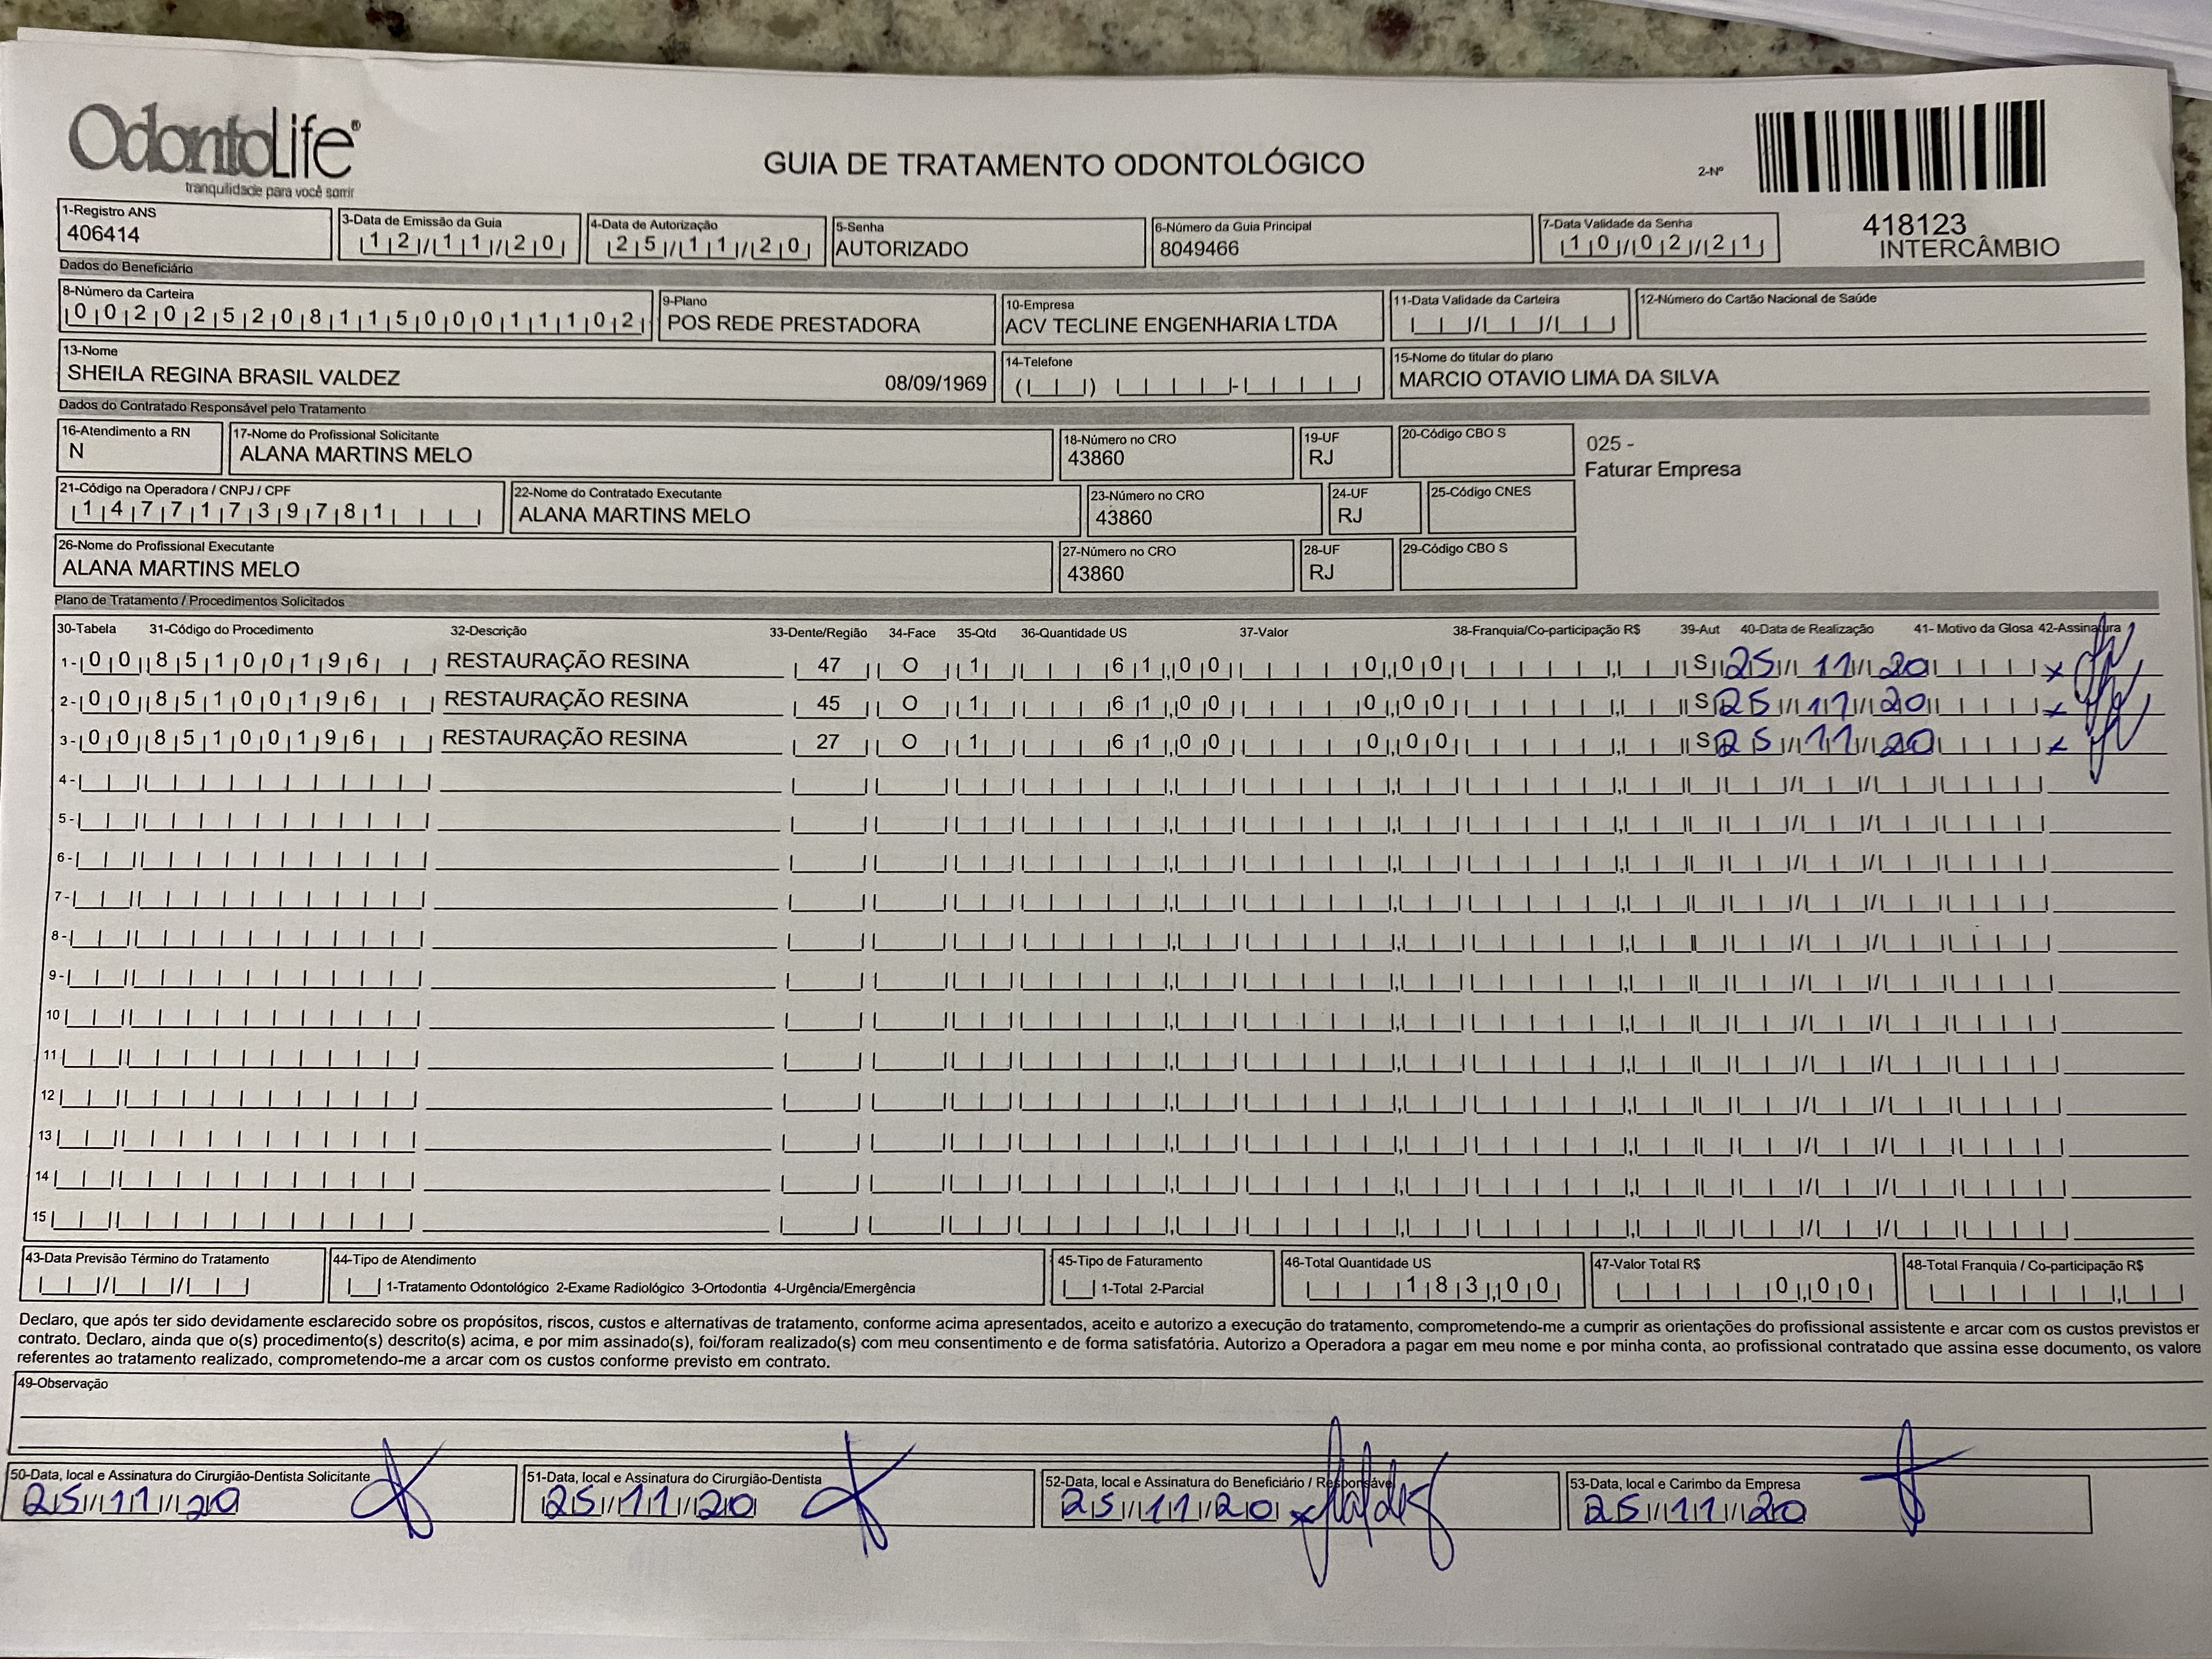 OdontoLife®
tranquilidade para você sorrir
GUIA DE TRATAMENTO ODONTOLÓGICO
2-Nº
418123
INTERCÂMBIO
1-Registro ANS
406414
3-Data de Emissão da Guia
12/11/20
4-Data de Autorização
25/11/20
5-Senha
AUTORIZADO
6-Número da Guia Principal
8049466
7-Data Validade da Senha
10/02/21
Dados do Beneficiário
8-Número da Carteira
00202520811500011102
9-Plano
POS REDE PRESTADORA
10-Empresa
ACV TECLINE ENGENHARIA LTDA
11-Data Validade da Carteira
12-Número do Cartão Nacional de Saúde
13-Nome
SHEILA REGINA BRASIL VALDEZ 08/09/1969
14-Telefone
15-Nome do titular do plano
MARCIO OTAVIO LIMA DA SILVA
Dados do Contratado Responsável pelo Tratamento
16-Atendimento a RN
N
17-Nome do Profissional Solicitante
ALANA MARTINS MELO
18-Número no CRO
43860
19-UF
RJ
20-Código CBO S
025 -
Faturar Empresa
21-Código na Operadora / CNPJ / CPF
14771739781
22-Nome do Contratado Executante
ALANA MARTINS MELO
23-Número no CRO
43860
24-UF
RJ
25-Código CNES
26-Nome do Profissional Executante
ALANA MARTINS MELO
27-Número no CRO
43860
28-UF
RJ
29-Código CBO S
Plano de Tratamento / Procedimentos Solicitados
30-Tabela 31-Código do Procedimento 32-Descrição 33-Dente/Região 34-Face 35-Qtd 36-Quantidade US 37-Valor 38-Franquia/Co-participação R$ 39-Aut 40-Data de Realização 41- Motivo da Glosa 42-Assinatura
1- 00 85100196 RESTAURAÇÃO RESINA 47 O 1 61,00 0,00 S 25/11/20 x
2- 00 85100196 RESTAURAÇÃO RESINA 45 O 1 61,00 0,00 S 25/11/20 x
3- 00 85100196 RESTAURAÇÃO RESINA 27 O 1 61,00 0,00 S 25/11/20 x
4-
5-
6-
7-
8-
9-
10
11
12
13
14
15
43-Data Previsão Término do Tratamento
44-Tipo de Atendimento
1-Tratamento Odontológico 2-Exame Radiológico 3-Ortodontia 4-Urgência/Emergência
45-Tipo de Faturamento
1-Total 2-Parcial
46-Total Quantidade US
183,00
47-Valor Total R$
0,00
48-Total Franquia / Co-participação R$
Declaro, que após ter sido devidamente esclarecido sobre os propósitos, riscos, custos e alternativas de tratamento, conforme acima apresentados, aceito e autorizo a execução do tratamento, comprometendo-me a cumprir as orientações do profissional assistente e arcar com os custos previstos er
contrato. Declaro, ainda que o(s) procedimento(s) descrito(s) acima, e por mim assinado(s), foi/foram realizado(s) com meu consentimento e de forma satisfatória. Autorizo a Operadora a pagar em meu nome e por minha conta, ao profissional contratado que assina esse documento, os valore
referentes ao tratamento realizado, comprometendo-me a arcar com os custos conforme previsto em contrato.
49-Observação
50-Data, local e Assinatura do Cirurgião-Dentista Solicitante
25/11/20
51-Data, local e Assinatura do Cirurgião-Dentista
25/11/20
52-Data, local e Assinatura do Beneficiário / Responsável
25/11/20 x
53-Data, local e Carimbo da Empresa
25/11/20